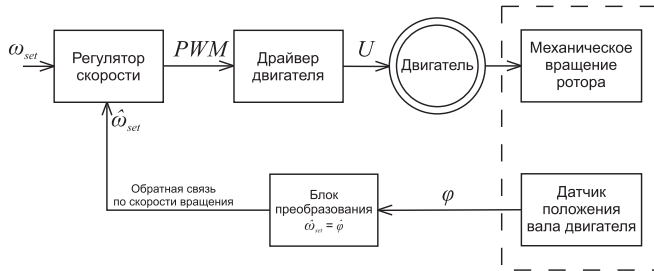 ω_set
Регулятор
скорости
PWM
Драйвер
двигателя
U
Двигатель
Механическое
вращение
ротора
ω̂_set
Обратная связь
по скорости вращения
Блок
преобразования
ω̂_set = φ̇
φ
Датчик
положения
вала двигателя